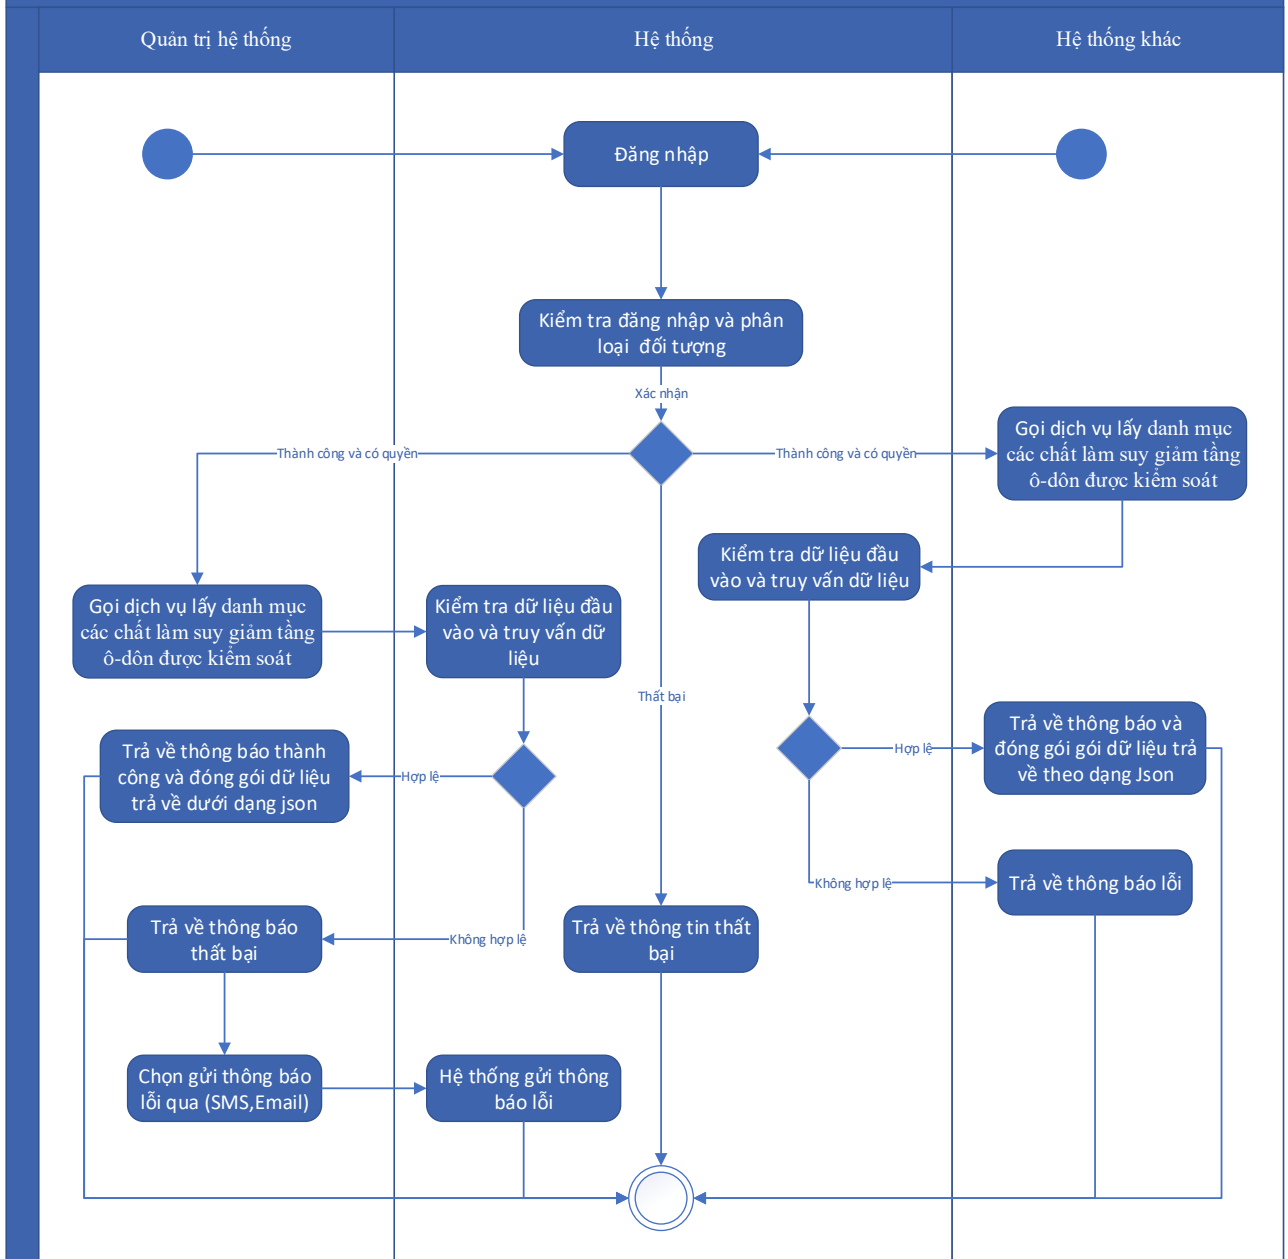 Quản trị hệ thống
Hệ thống
Hệ thống khác
Đăng nhập
Kiểm tra đăng nhập và phân
loại đối tượng
Xác nhận
Thành công và có quyền
Thành công và có quyền
Gọi dịch vụ lấy danh mục
các chất làm suy giảm tầng
ô-dôn được kiểm soát
Kiểm tra dữ liệu đầu
vào và truy vấn dữ liệu
Gọi dịch vụ lấy danh mục
các chất làm suy giảm tầng
ô-dôn được kiểm soát
Kiểm tra dữ liệu đầu
vào và truy vấn dữ
liệu
Thất bại
Trả về thông báo thành
công và đóng gói dữ liệu
trả về dưới dạng json
Hợp lệ
Hợp lệ
Trả về thông báo và
đóng gói gói dữ liệu trả
về theo dạng Json
Không hợp lệ
Trả về thông báo lỗi
Trả về thông báo
thất bại
Không hợp lệ
Trả về thông tin thất
bại
Chọn gửi thông báo
lỗi qua (SMS,Email)
Hệ thống gửi thông
báo lỗi